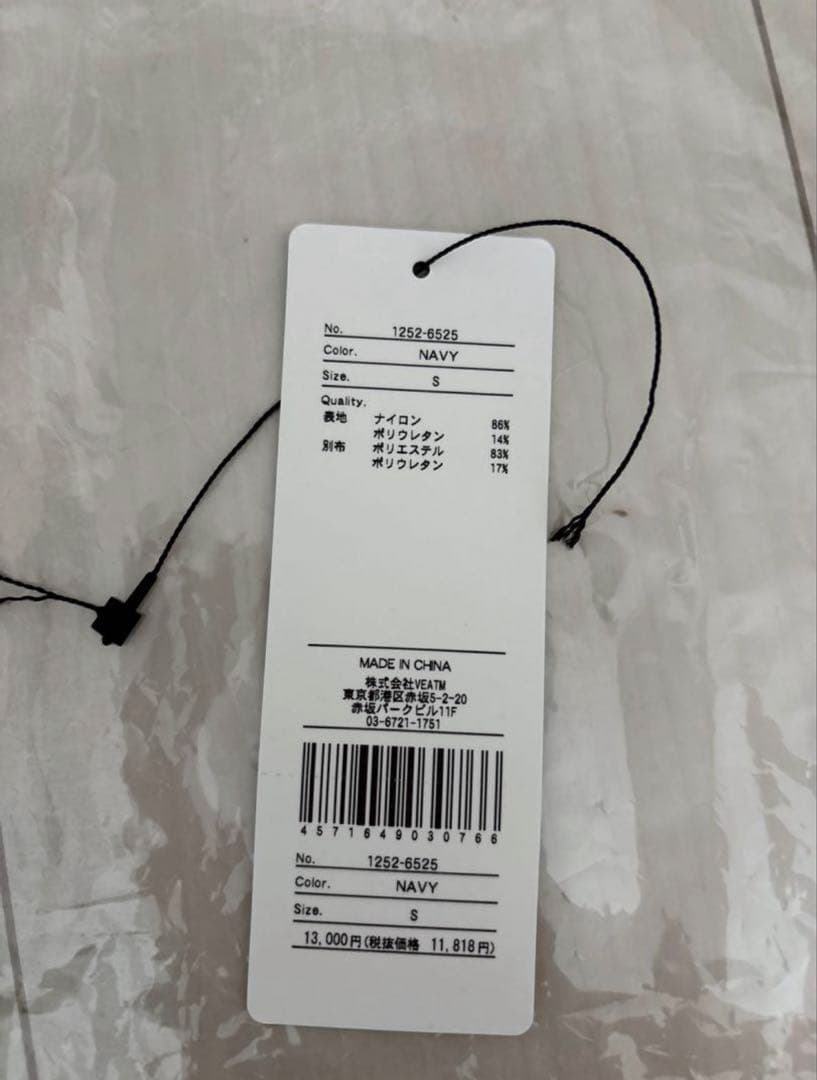 No. 1252-6525
Color. NAVY
Size. S
Quality.
表地 ナイロン 86%
ポリウレタン 14%
別布 ポリエステル 83%
ポリウレタン 17%
MADE IN CHINA
株式会社VEATM
東京都港区赤坂5-2-20
赤坂パークビル11F
03-6721-1751
4571649030766
No. 1252-6525
Color. NAVY
Size. S
13,000円(税抜価格 11,818円)